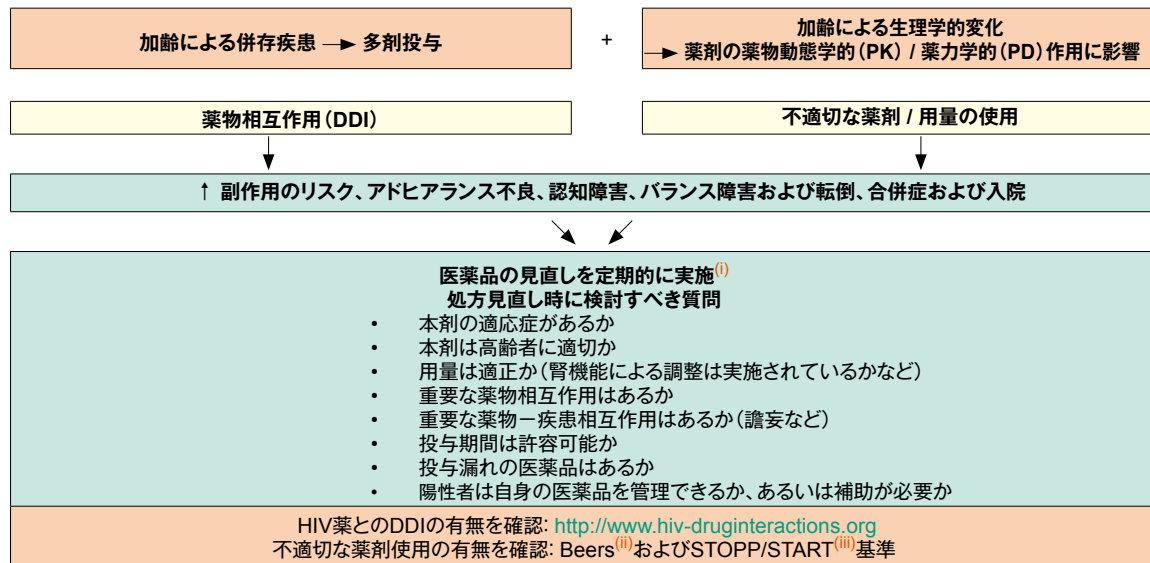 加齢による併存疾患 → 多剤投与
+
加齢による生理学的変化
→ 薬剤の薬物動態学的(PK) / 薬力学的(PD)作用に影響
薬物相互作用(DDI)
不適切な薬剤 / 用量の使用
↑ 副作用のリスク、アドヒアランス不良、認知障害、バランス障害および転倒、合併症および入院
医薬品の見直しを定期的に実施(i)
処方見直し時に検討すべき質問
• 本剤の適応症があるか
• 本剤は高齢者に適切か
• 用量は適正か(腎機能による調整は実施されているかなど)
• 重要な薬物相互作用はあるか
• 重要な薬物−疾患相互作用はあるか(譫妄など)
• 投与期間は許容可能か
• 投与漏れの医薬品はあるか
• 陽性者は自身の医薬品を管理できるか、あるいは補助が必要か
HIV薬とのDDIの有無を確認: http://www.hiv-druginteractions.org
不適切な薬剤使用の有無を確認: Beers(ii)およびSTOPP/START(iii)基準